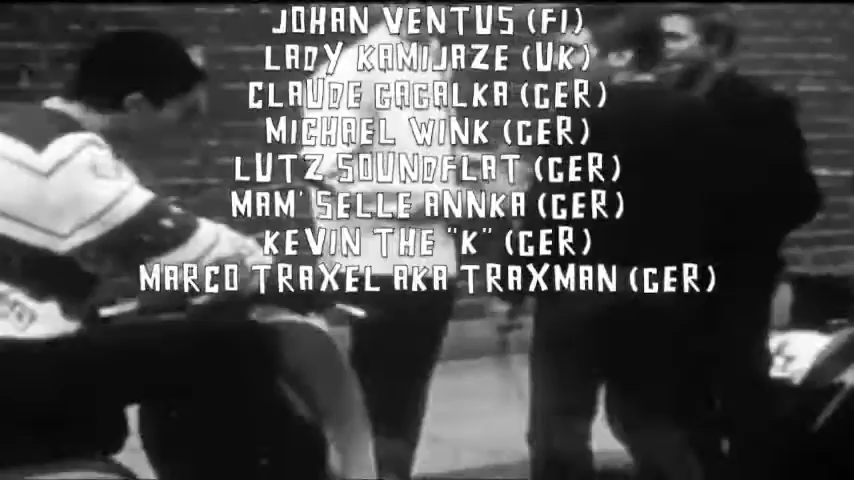 JOHAN VENTUS (FI)
LADY KAMIJAZE (UK)
CLAUDE GAGALKA (GER)
MICHAEL WINK (GER)
LUTZ SOUNDFLAT (GER)
MAM' SELLE ANNKA (GER)
KEVIN THE "K" (GER)
MARCO TRAXEL AKA TRAXMAN (GER)